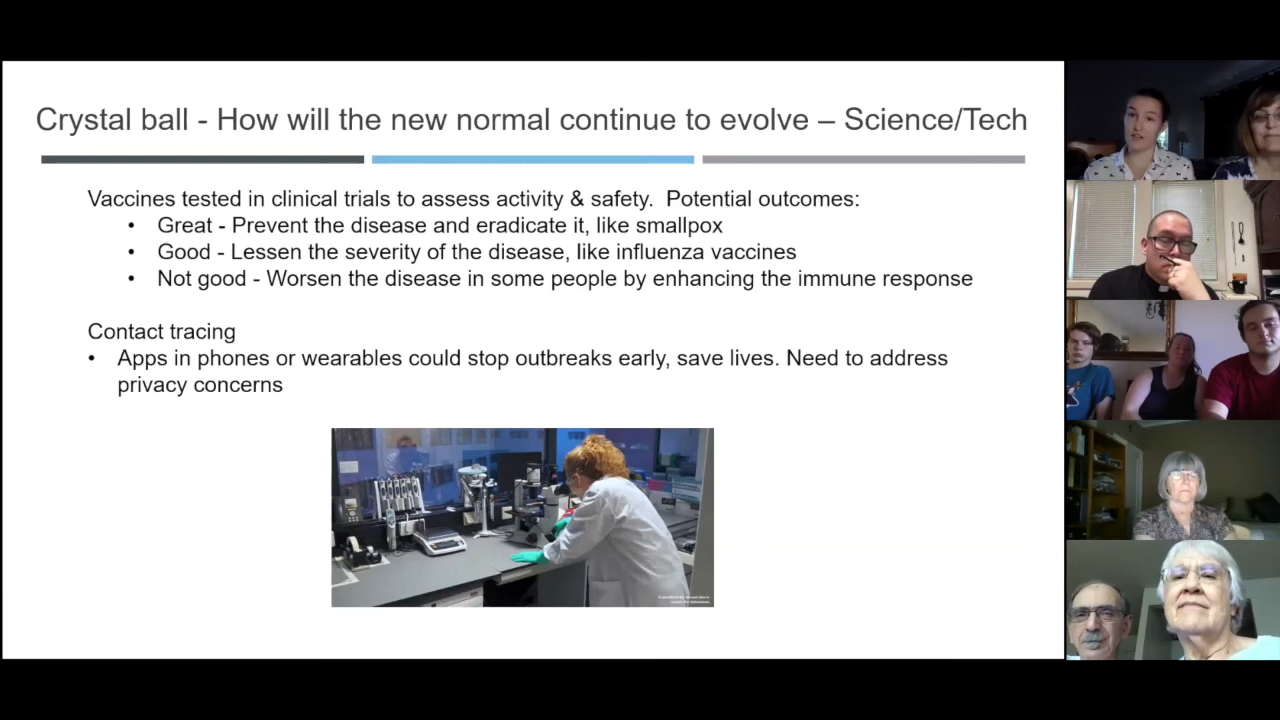 Crystal ball - How will the new normal continue to evolve – Science/Tech
Vaccines tested in clinical trials to assess activity & safety.  Potential outcomes:
• Great - Prevent the disease and eradicate it, like smallpox
• Good - Lessen the severity of the disease, like influenza vaccines
• Not good - Worsen the disease in some people by enhancing the immune response
Contact tracing
• Apps in phones or wearables could stop outbreaks early, save lives. Need to address
privacy concerns